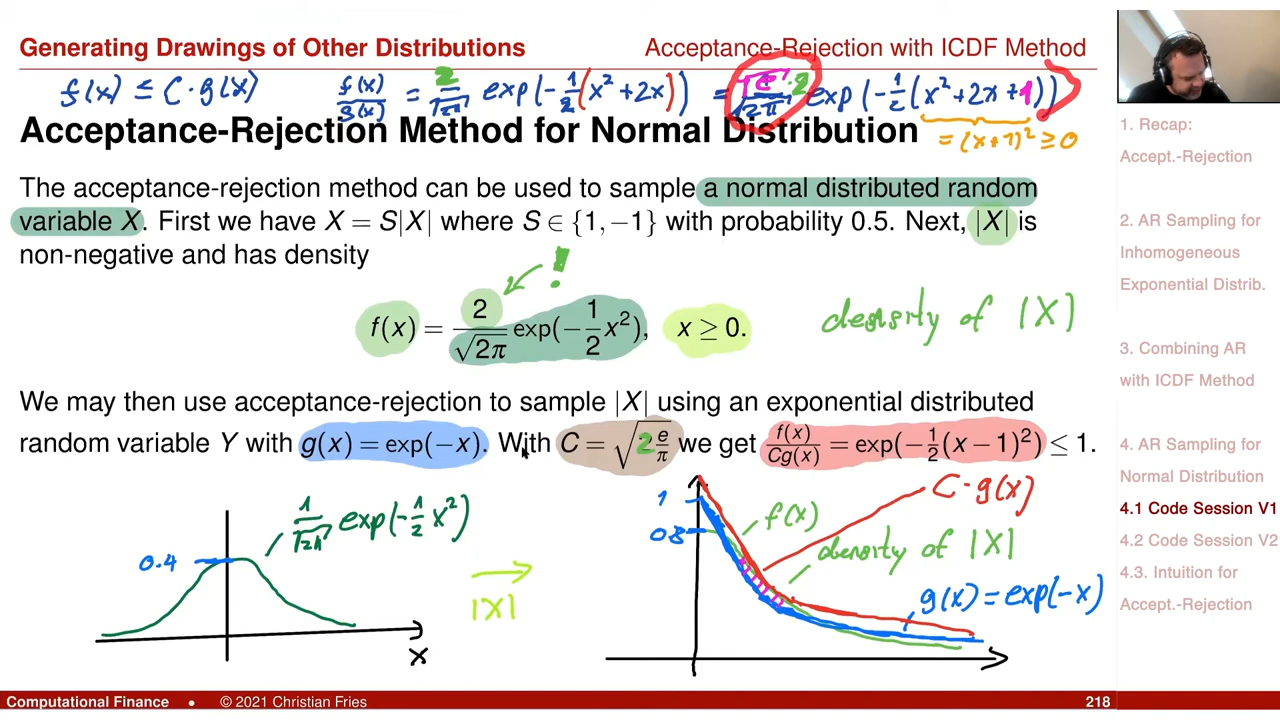 Generating Drawings of Other Distributions
Acceptance-Rejection with ICDF Method
f(x) ≤ C·g(x) f(x)/g(x) = 2/√2π exp(-1/2(x²+2x)) = √e·2/√2π exp(-1/2(x²+2x+1))
= (x+1)² ≥ 0
Acceptance-Rejection Method for Normal Distribution
The acceptance-rejection method can be used to sample a normal distributed random
variable X. First we have X = S|X| where S ∈ {1, −1} with probability 0.5. Next, |X| is
non-negative and has density
!
f(x) = 2/√2π exp(−1/2 x²), x ≥ 0.
density of |X|
We may then use acceptance-rejection to sample |X| using an exponential distributed
random variable Y with g(x) = exp(−x). With C = √2 e/π we get f(x)/Cg(x) = exp(−1/2(x − 1)²) ≤ 1.
1/√2π exp(-1/2 x²)
0.4
x
|X|
1
0.8
C·g(x)
f(x)
density of |X|
g(x) = exp(-x)
1. Recap:
Accept.-Rejection
2. AR Sampling for
Inhomogeneous
Exponential Distrib.
3. Combining AR
with ICDF Method
4. AR Sampling for
Normal Distribution
4.1 Code Session V1
4.2 Code Session V2
4.3. Intuition for
Accept.-Rejection
Computational Finance • © 2021 Christian Fries
218